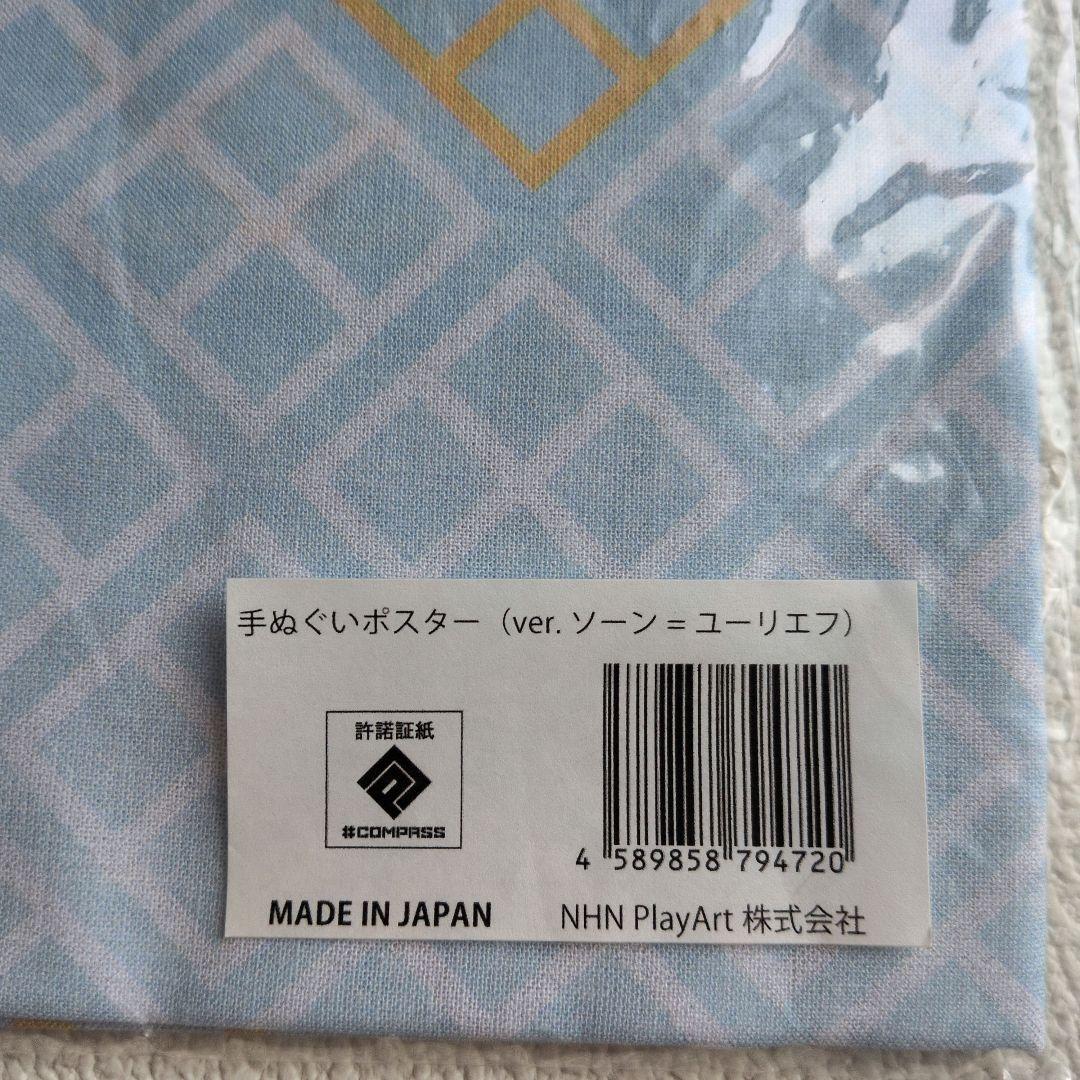 手ぬぐいポスター（ver. ソーン = ユーリエフ）
許諾証紙
#COMPASS
4 589858 794720
MADE IN JAPAN
NHN PlayArt 株式会社